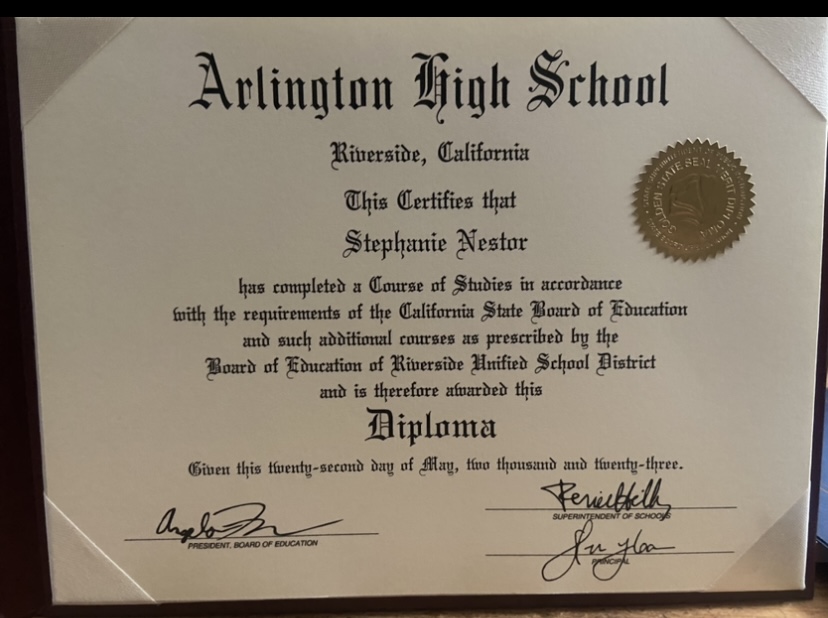 Arlington High School
Riverside, California
This Certifies that
Stephanie Nestor
has completed a Course of Studies in accordance
with the requirements of the California State Board of Education
and such additional courses as prescribed by the
Board of Education of Riverside Unified School District
and is therefore awarded this
Diploma
Given this twenty-second day of May, two thousand and twenty-three.
PRESIDENT, BOARD OF EDUCATION
SUPERINTENDENT OF SCHOOLS
PRINCIPAL
GOLDEN STATE SEAL MERIT DIPLOMA